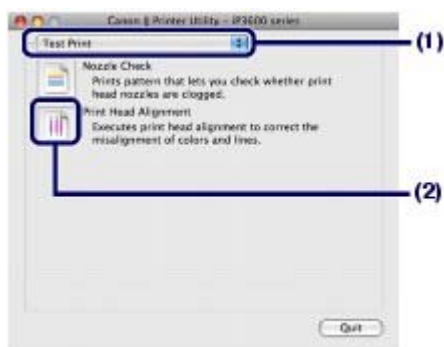 Canon IJ Printer Utility – iP3600 series
Test Print
(1)
Nozzle Check
Prints pattern that lets you check whether print
head nozzles are clogged.
Print Head Alignment
Executes print head alignment to correct the
misalignment of colors and lines.
(2)
Quit